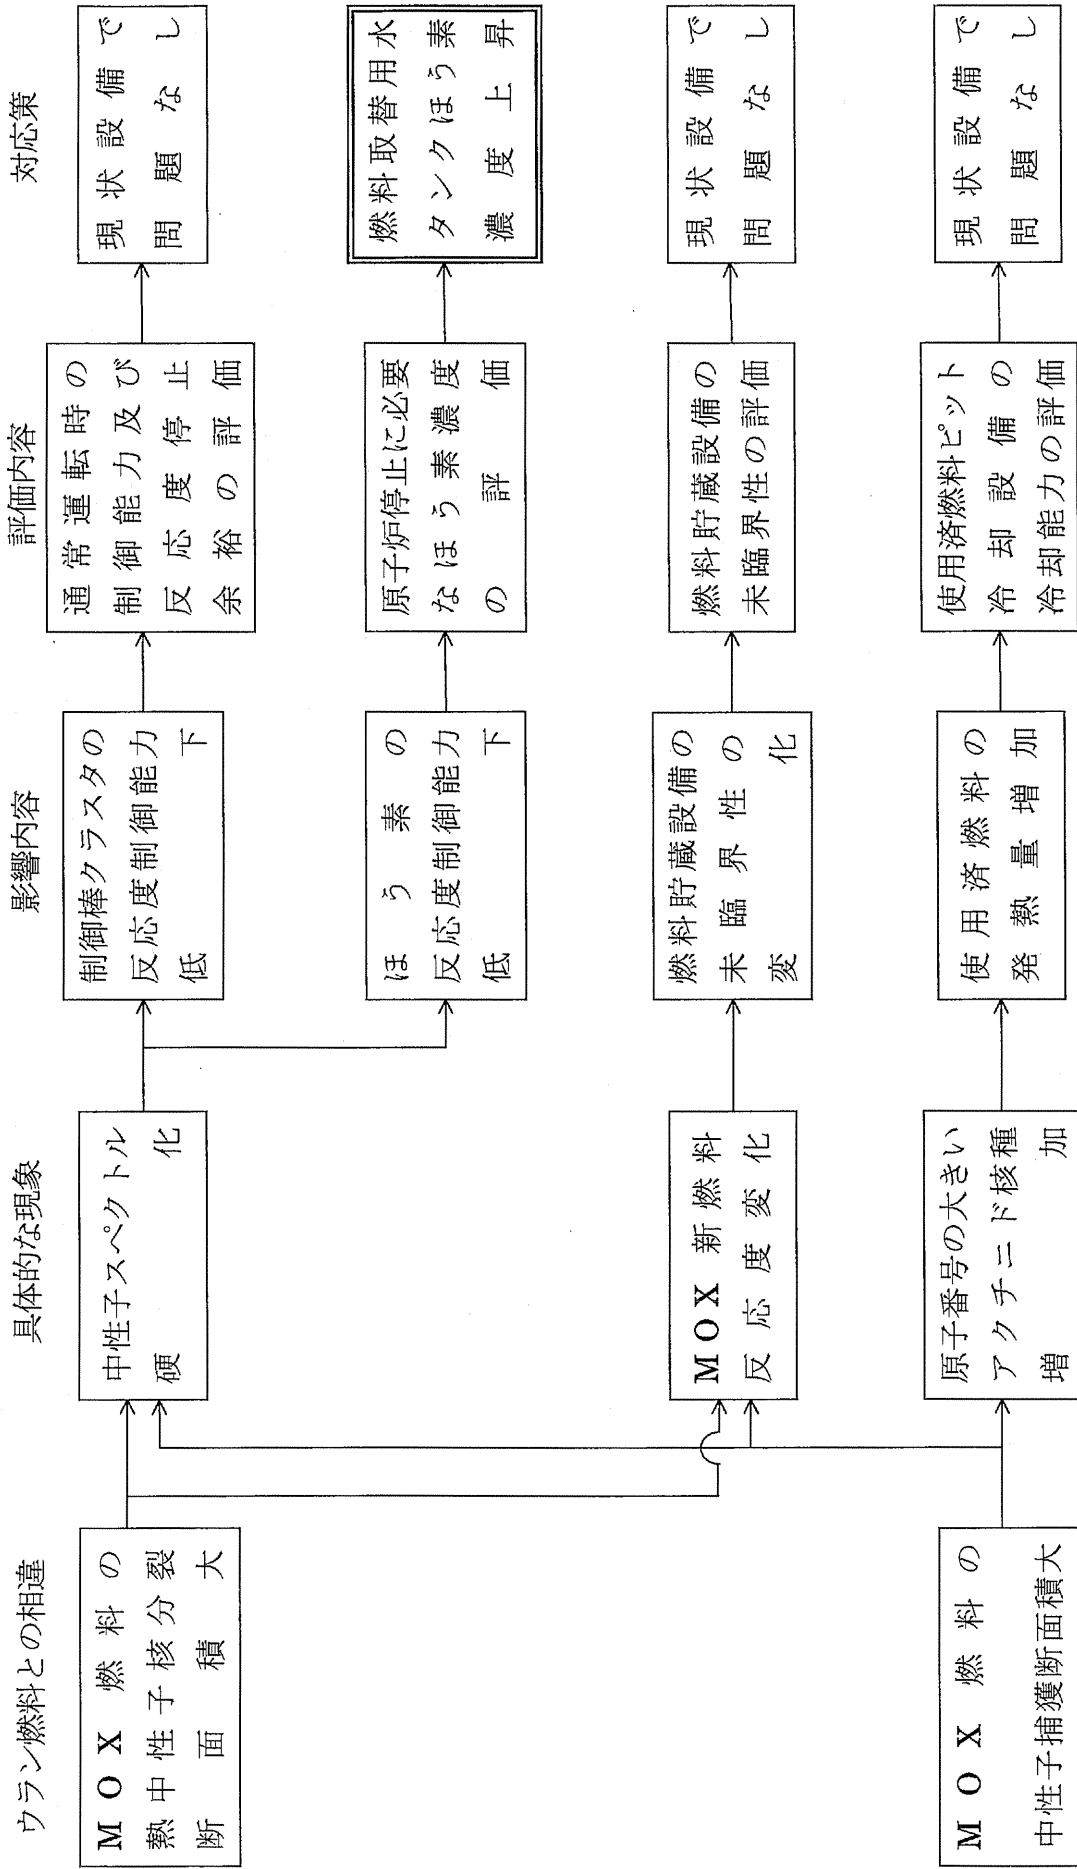 ウラン燃料との相違
具体的な現象
影響内容
評価内容
対応策
MOX 燃料の
熱中性子核分裂
断面積大
中性子スペクトル
硬化
制御棒クラスタの
反応度制御能力
低下
通常運転時の
制御能力及び
反応度停止
余裕の評価
現状設備で
問題なし
ほう素の
反応度制御能力
低下
原子炉停止に必要
なほう素濃度
の評価
燃料取替用水
タンクほう素
濃度上昇
MOX 新燃料
反応度変化
燃料貯蔵設備の
未臨界性の
変化
燃料貯蔵設備の
未臨界性の評価
現状設備で
問題なし
MOX 燃料の
中性子捕獲断面積大
原子番号の大きい
アクチニド核種
増加
使用済燃料の
発熱量増加
使用済燃料ピット
冷却設備の
冷却能力の評価
現状設備で
問題なし